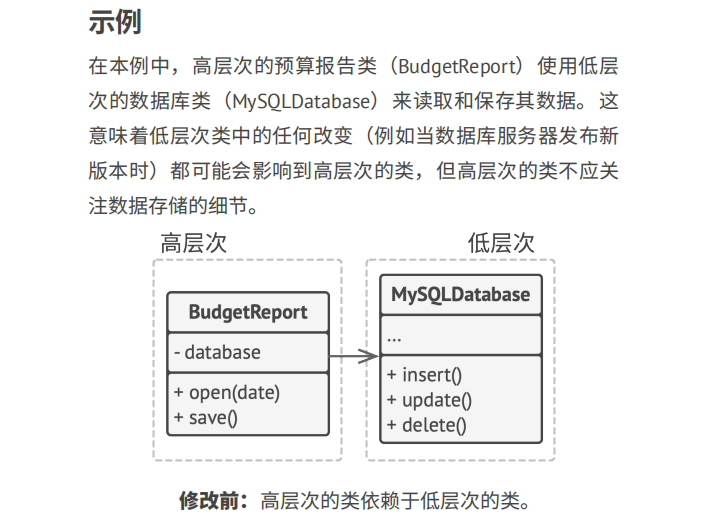 示例
在本例中，高层次的预算报告类（BudgetReport）使用低层
次的数据库类（MySQLDatabase）来读取和保存其数据。这
意味着低层次类中的任何改变（例如当数据库服务器发布新
版本时）都可能会影响到高层次的类，但高层次的类不应关
注数据存储的细节。
高层次
低层次
BudgetReport
- database
+ open(date)
+ save()
MySQLDatabase
...
+ insert()
+ update()
+ delete()
修改前：高层次的类依赖于低层次的类。